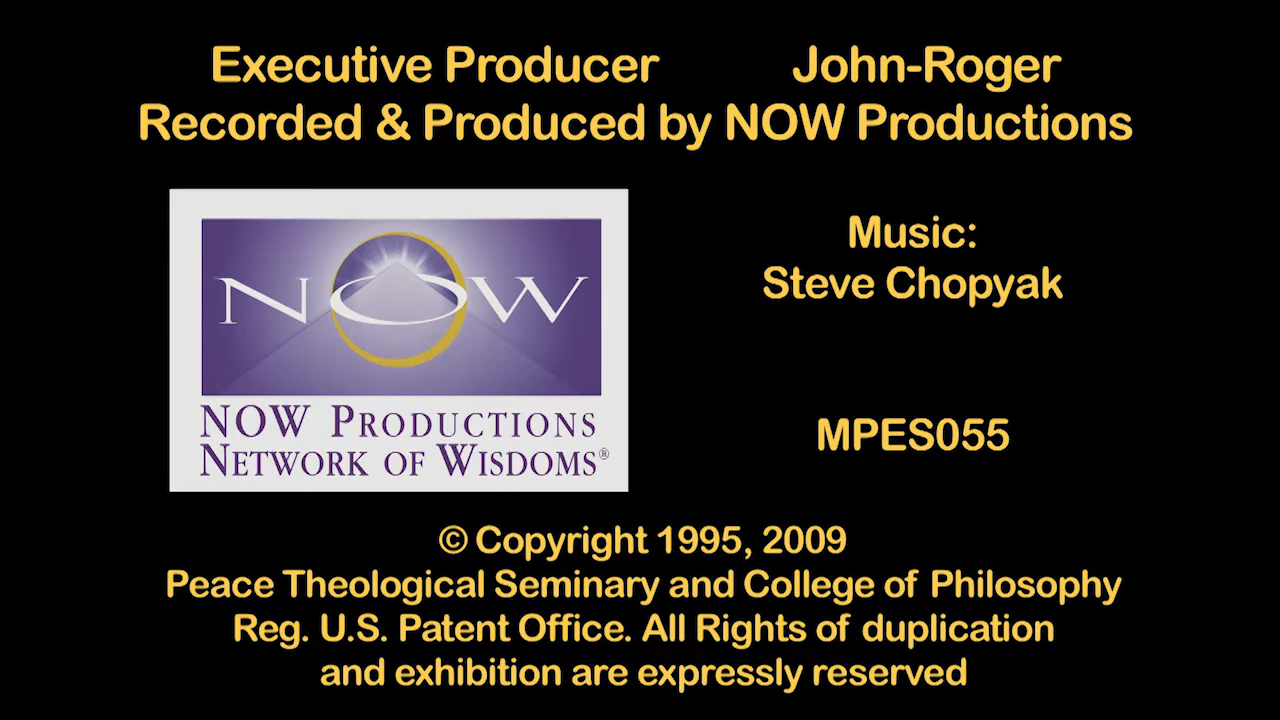 Executive Producer John-Roger
Recorded & Produced by NOW Productions
NOW
NOW PRODUCTIONS
NETWORK OF WISDOMS®
Music:
Steve Chopyak
MPES055
© Copyright 1995, 2009
Peace Theological Seminary and College of Philosophy
Reg. U.S. Patent Office. All Rights of duplication
and exhibition are expressly reserved